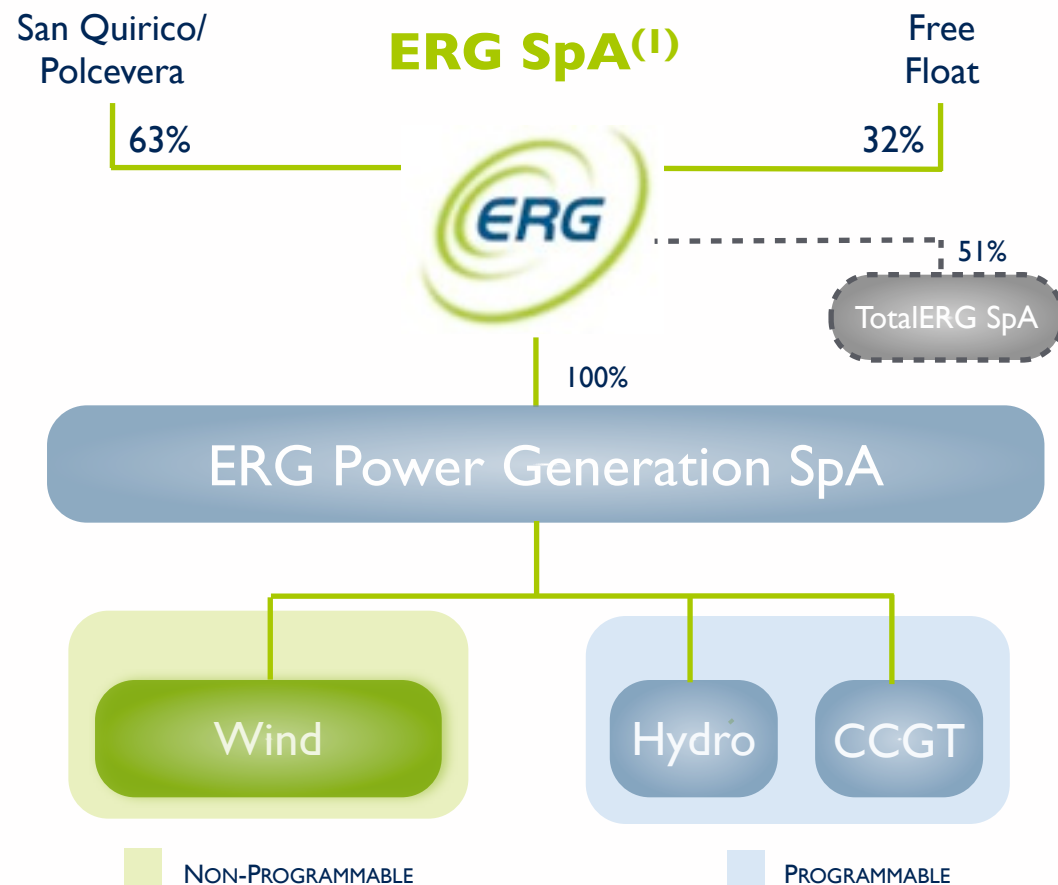 San Quirico/
Polcevera
ERG SpA(1)
Free
Float
63%
32%
ERG
51%
TotalERG SpA
100%
ERG Power Generation SpA
Wind
Hydro
CCGT
NON-PROGRAMMABLE
PROGRAMMABLE